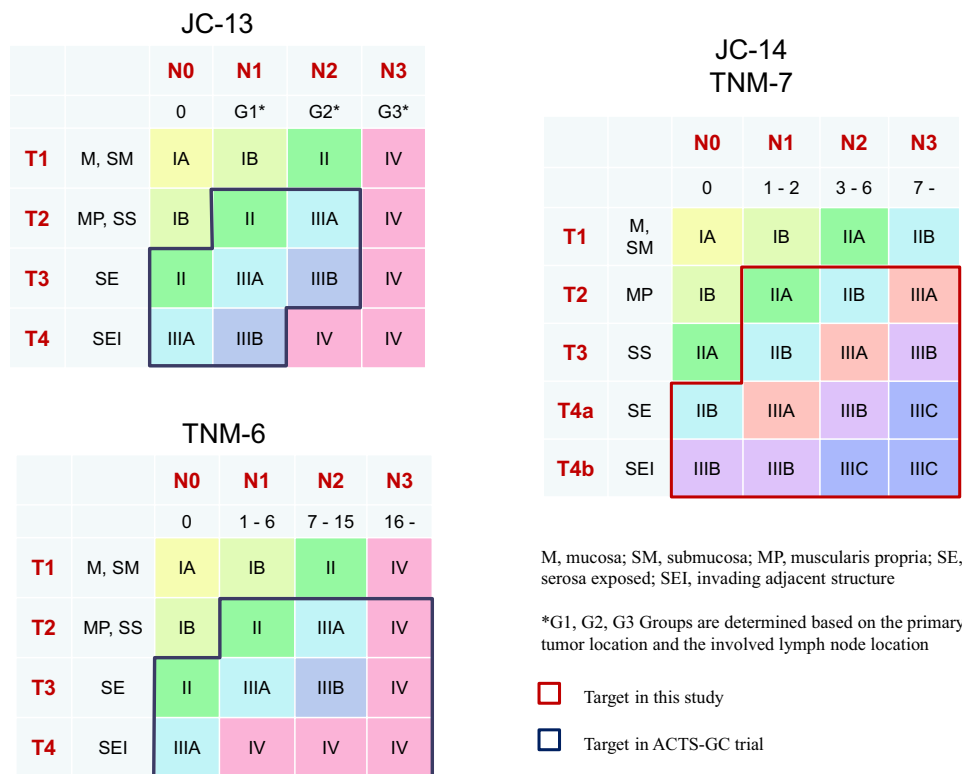 JC-13
N0 N1 N2 N3
0 G1* G2* G3*
T1 M, SM IA IB II IV
T2 MP, SS IB II IIIA IV
T3 SE II IIIA IIIB IV
T4 SEI IIIA IIIB IV IV
TNM-6
N0 N1 N2 N3
0 1 - 6 7 - 15 16 -
T1 M, SM IA IB II IV
T2 MP, SS IB II IIIA IV
T3 SE II IIIA IIIB IV
T4 SEI IIIA IV IV IV
JC-14
TNM-7
N0 N1 N2 N3
0 1 - 2 3 - 6 7 -
T1 M, SM IA IB IIA IIB
T2 MP IB IIA IIB IIIA
T3 SS IIA IIB IIIA IIIB
T4a SE IIB IIIA IIIB IIIC
T4b SEI IIIB IIIB IIIC IIIC
M, mucosa; SM, submucosa; MP, muscularis propria; SE,
serosa exposed; SEI, invading adjacent structure
*G1, G2, G3 Groups are determined based on the primary
tumor location and the involved lymph node location
Target in this study
Target in ACTS-GC trial